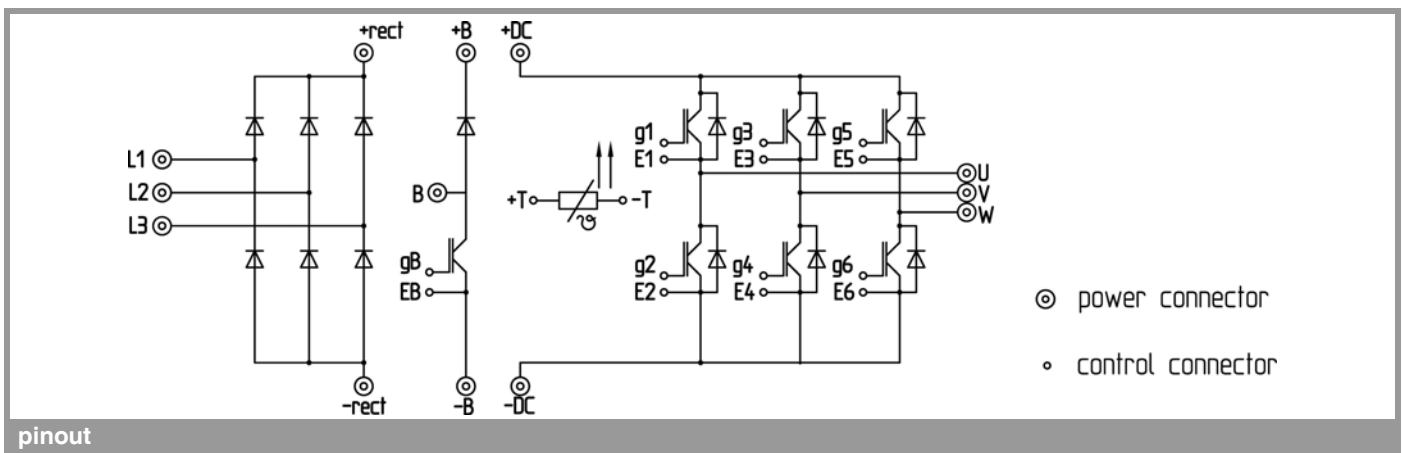 +rect +B +DC
g1 g3 g5
L1 E1 E3 E5
U
L2 B +T -T V
ϑ
W
L3
gB g2 g4 g6
EB E2 E4 E6
power connector
control connector
-rect -B -DC
pinout